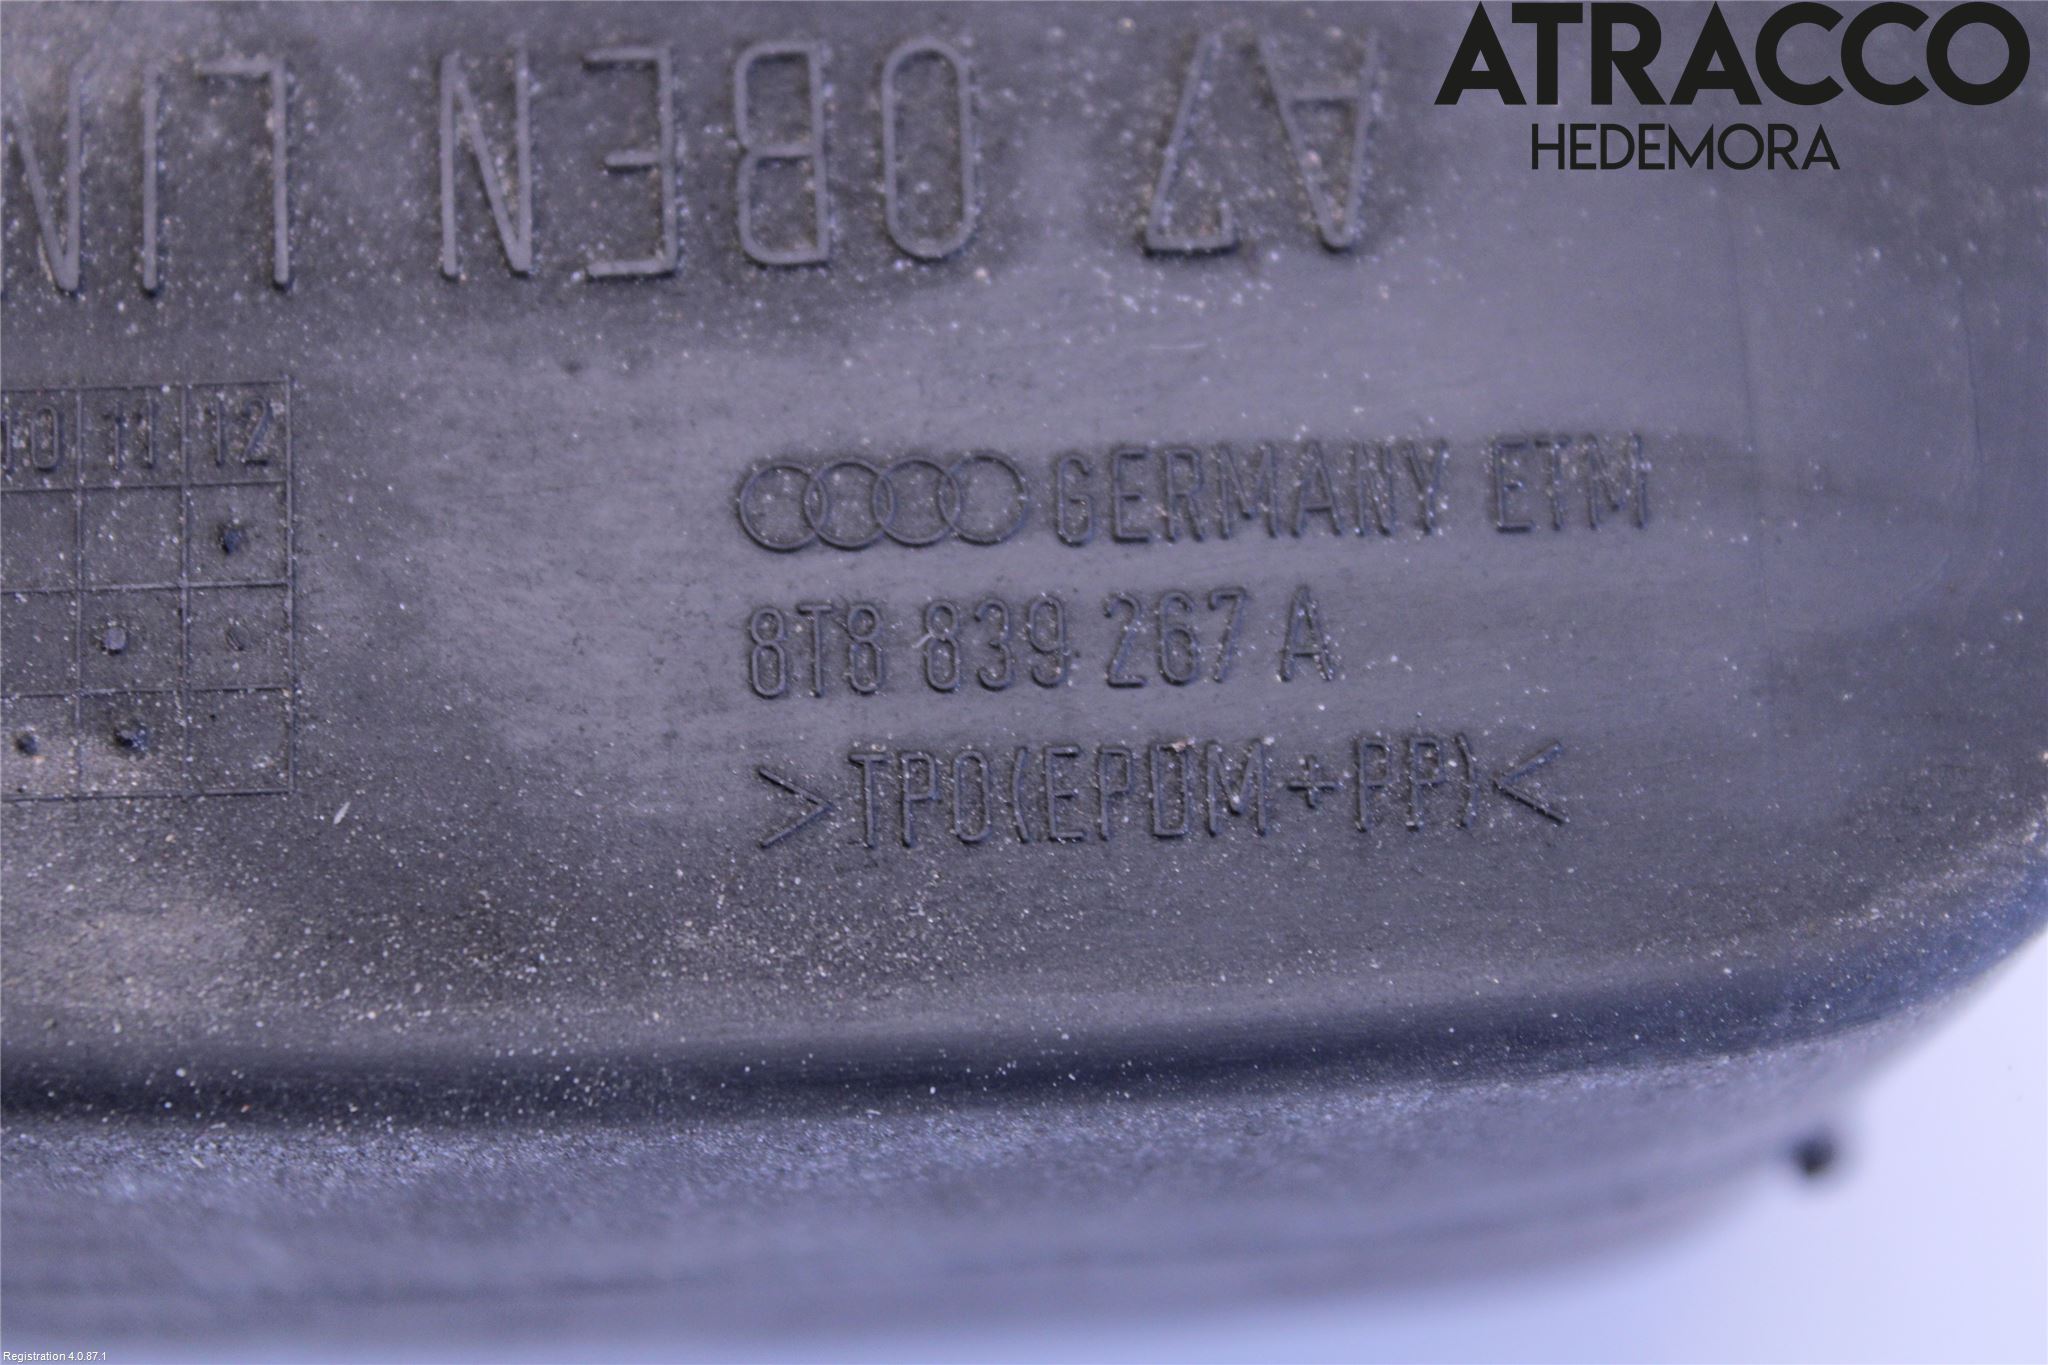 ATRACCO
HEDEMORA
A7 OBEN LIN
10 11 12
GERMANY ETM
8T8 839 267 A
>TPO(EPDM+PP)<
Registration 4.0.87.1